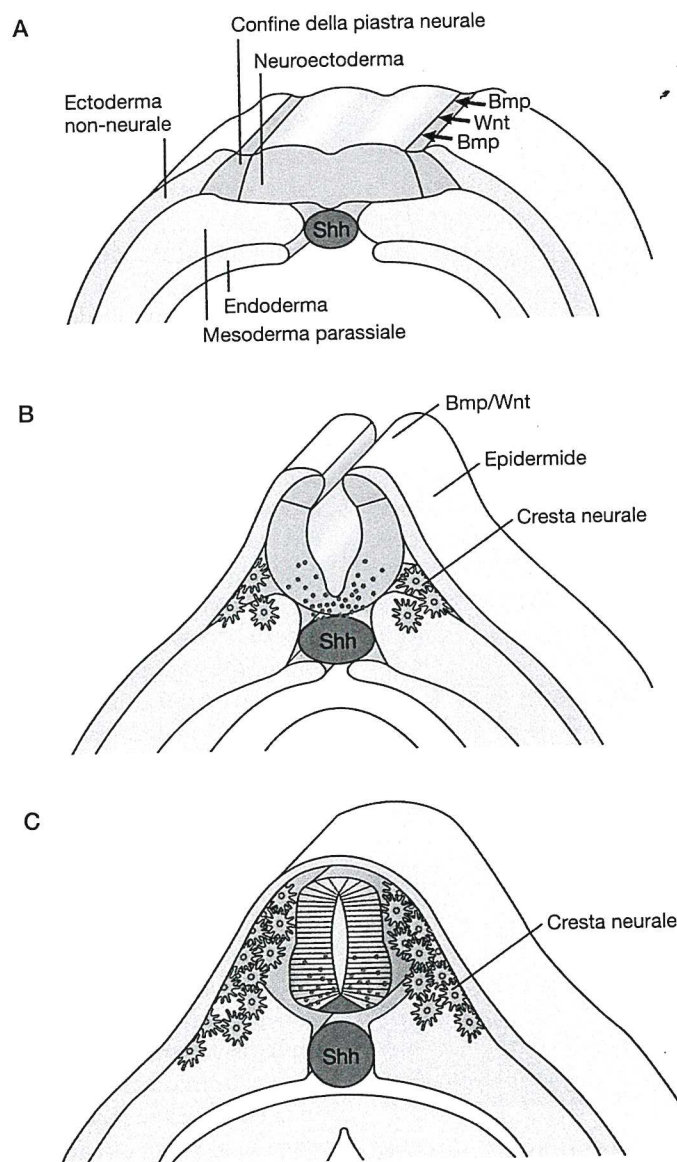 A
Confine della piastra neurale
Neuroectoderma
Ectoderma
non-neurale
Bmp
Wnt
Bmp
Shh
Endoderma
Mesoderma parassiale
B
Bmp/Wnt
Epidermide
Cresta neurale
Shh
C
Cresta neurale
Shh